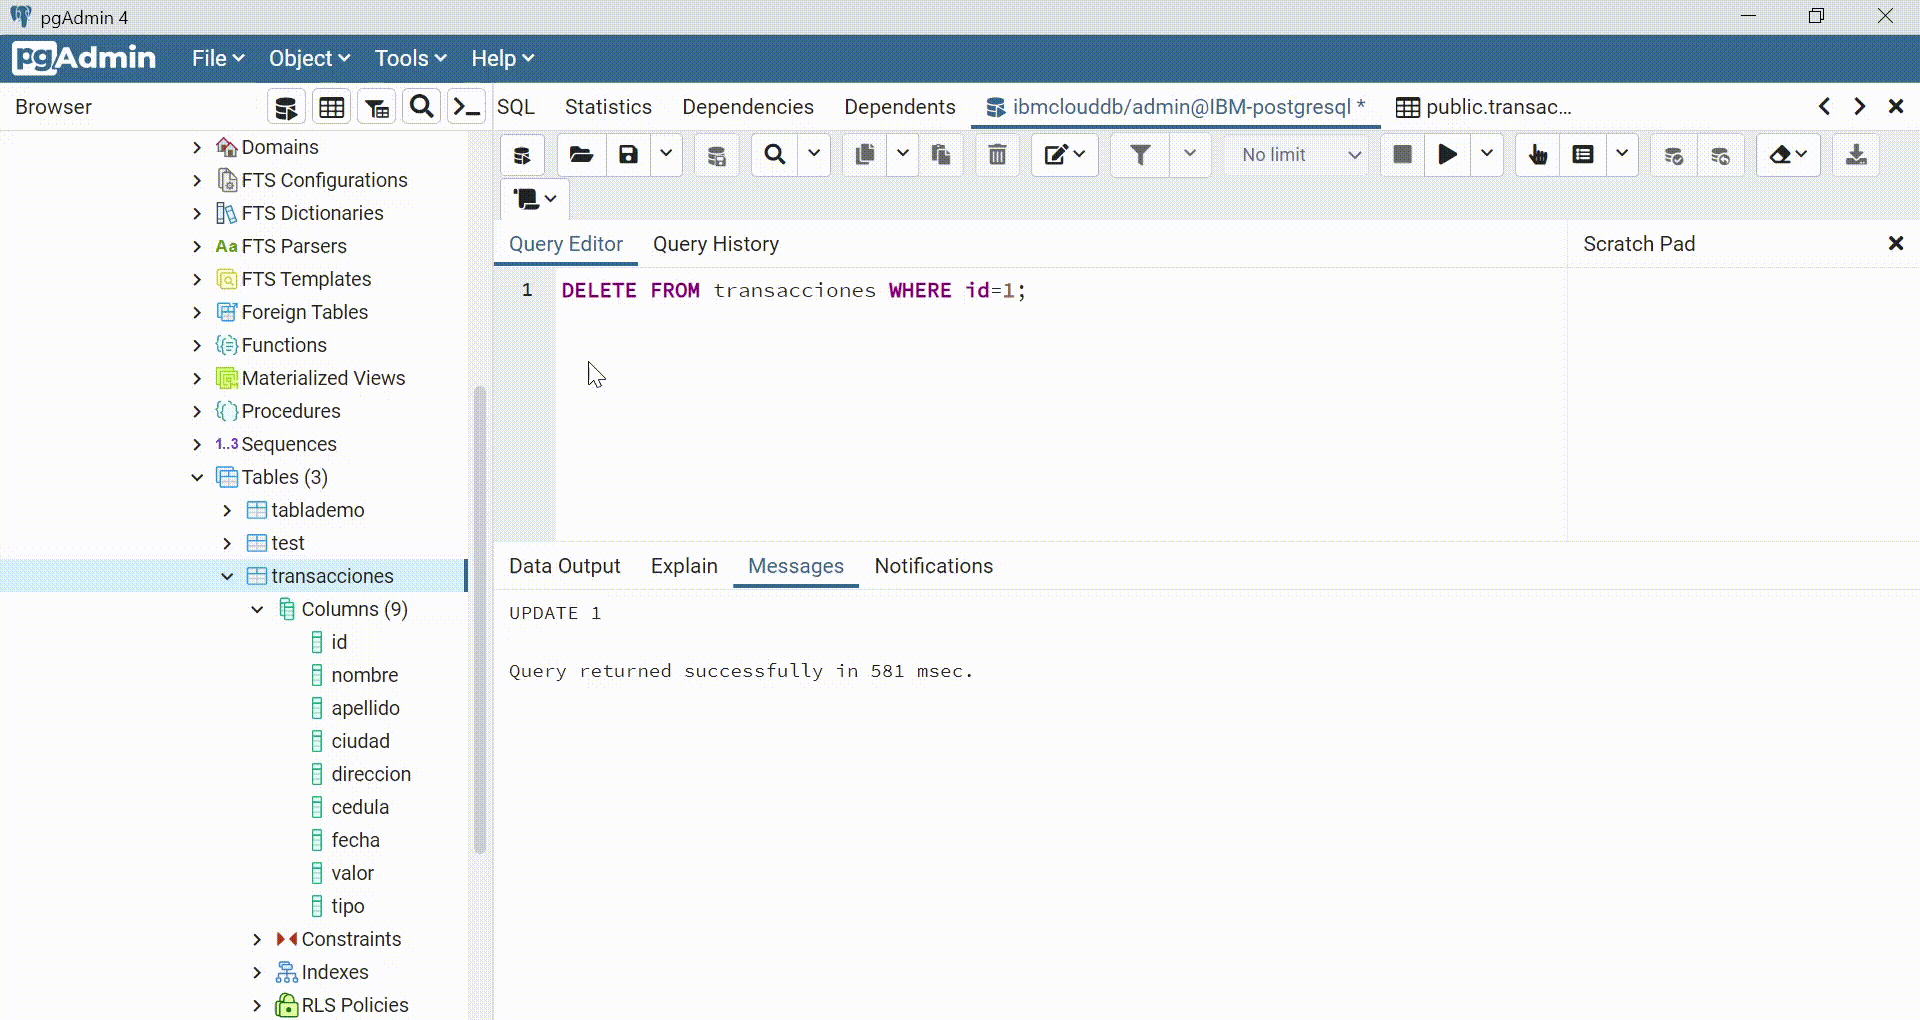 pgAdmin 4
pgAdmin File Object Tools Help
Browser
SQL Statistics Dependencies Dependents ibmclouddb/admin@IBM-postgresql * public.transac...
No limit
Domains
FTS Configurations
FTS Dictionaries
Aa FTS Parsers
FTS Templates
Foreign Tables
Functions
Materialized Views
Procedures
1..3 Sequences
Tables (3)
tablademo
test
transacciones
Columns (9)
id
nombre
apellido
ciudad
direccion
cedula
fecha
valor
tipo
Constraints
Indexes
RLS Policies
Query Editor Query History
Scratch Pad
1 DELETE FROM transacciones WHERE id=1;
Data Output Explain Messages Notifications
UPDATE 1
Query returned successfully in 581 msec.